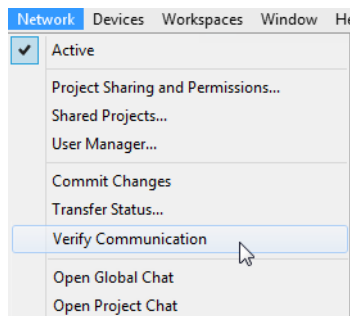 Network Devices Workspaces Window He
Active
Project Sharing and Permissions...
Shared Projects...
User Manager...
Commit Changes
Transfer Status...
Verify Communication
Open Global Chat
Open Project Chat